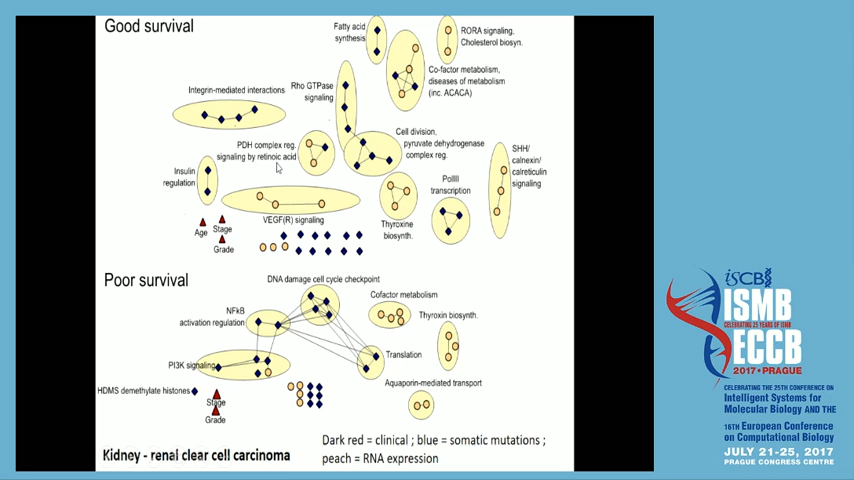 Good survival
Fatty acid
synthesis
RORA signaling,
Cholesterol biosyn.
Co-factor metabolism,
diseases of metabolism
(inc. ACACA)
Integrin-mediated interactions
Rho GTPase
signaling
Cell division,
pyruvate dehydrogenase
complex reg.
PDH complex reg.
signaling by retinoic acid
SHH/
calnexin/
calreticulin
signaling
Insulin
regulation
PolIII
transcription
VEGF(R) signaling
Thyroxine
biosynth.
Age
Stage
Grade
Poor survival
DNA damage cell cycle checkpoint
Cofactor metabolism
NFkB
activation regulation
Thyroxin biosynth.
Translation
PI3K signaling
Aquaporin-mediated transport
HDMS demethylate histones
Stage
Grade
Kidney - renal clear cell carcinoma
Dark red = clinical ; blue = somatic mutations ;
peach = RNA expression
iSCB
ISMB
CELEBRATING 25 YEARS OF ISMB
ECCB
2017 • PRAGUE
CELEBRATING THE 25TH CONFERENCE ON
Intelligent Systems for
Molecular Biology AND THE
16TH European Conference
on Computational Biology
JULY 21-25, 2017
PRAGUE CONGRESS CENTRE